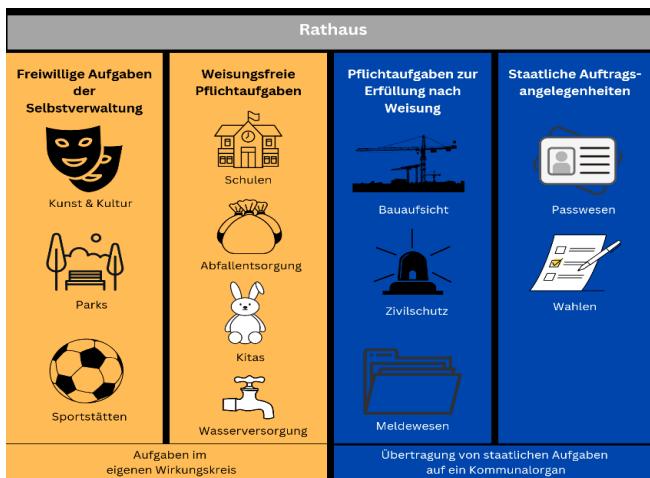 Rathaus
Freiwillige Aufgaben
der
Selbstverwaltung
Kunst & Kultur
Parks
Sportstätten
Weisungsfreie
Pflichtaufgaben
Schulen
Abfallentsorgung
Kitas
Wasserversorgung
Pflichtaufgaben zur
Erfüllung nach
Weisung
Bauaufsicht
Zivilschutz
Meldewesen
Staatliche Auftrags-
angelegenheiten
Passwesen
Wahlen
Aufgaben im
eigenen Wirkungskreis
Übertragung von staatlichen Aufgaben
auf ein Kommunalorgan